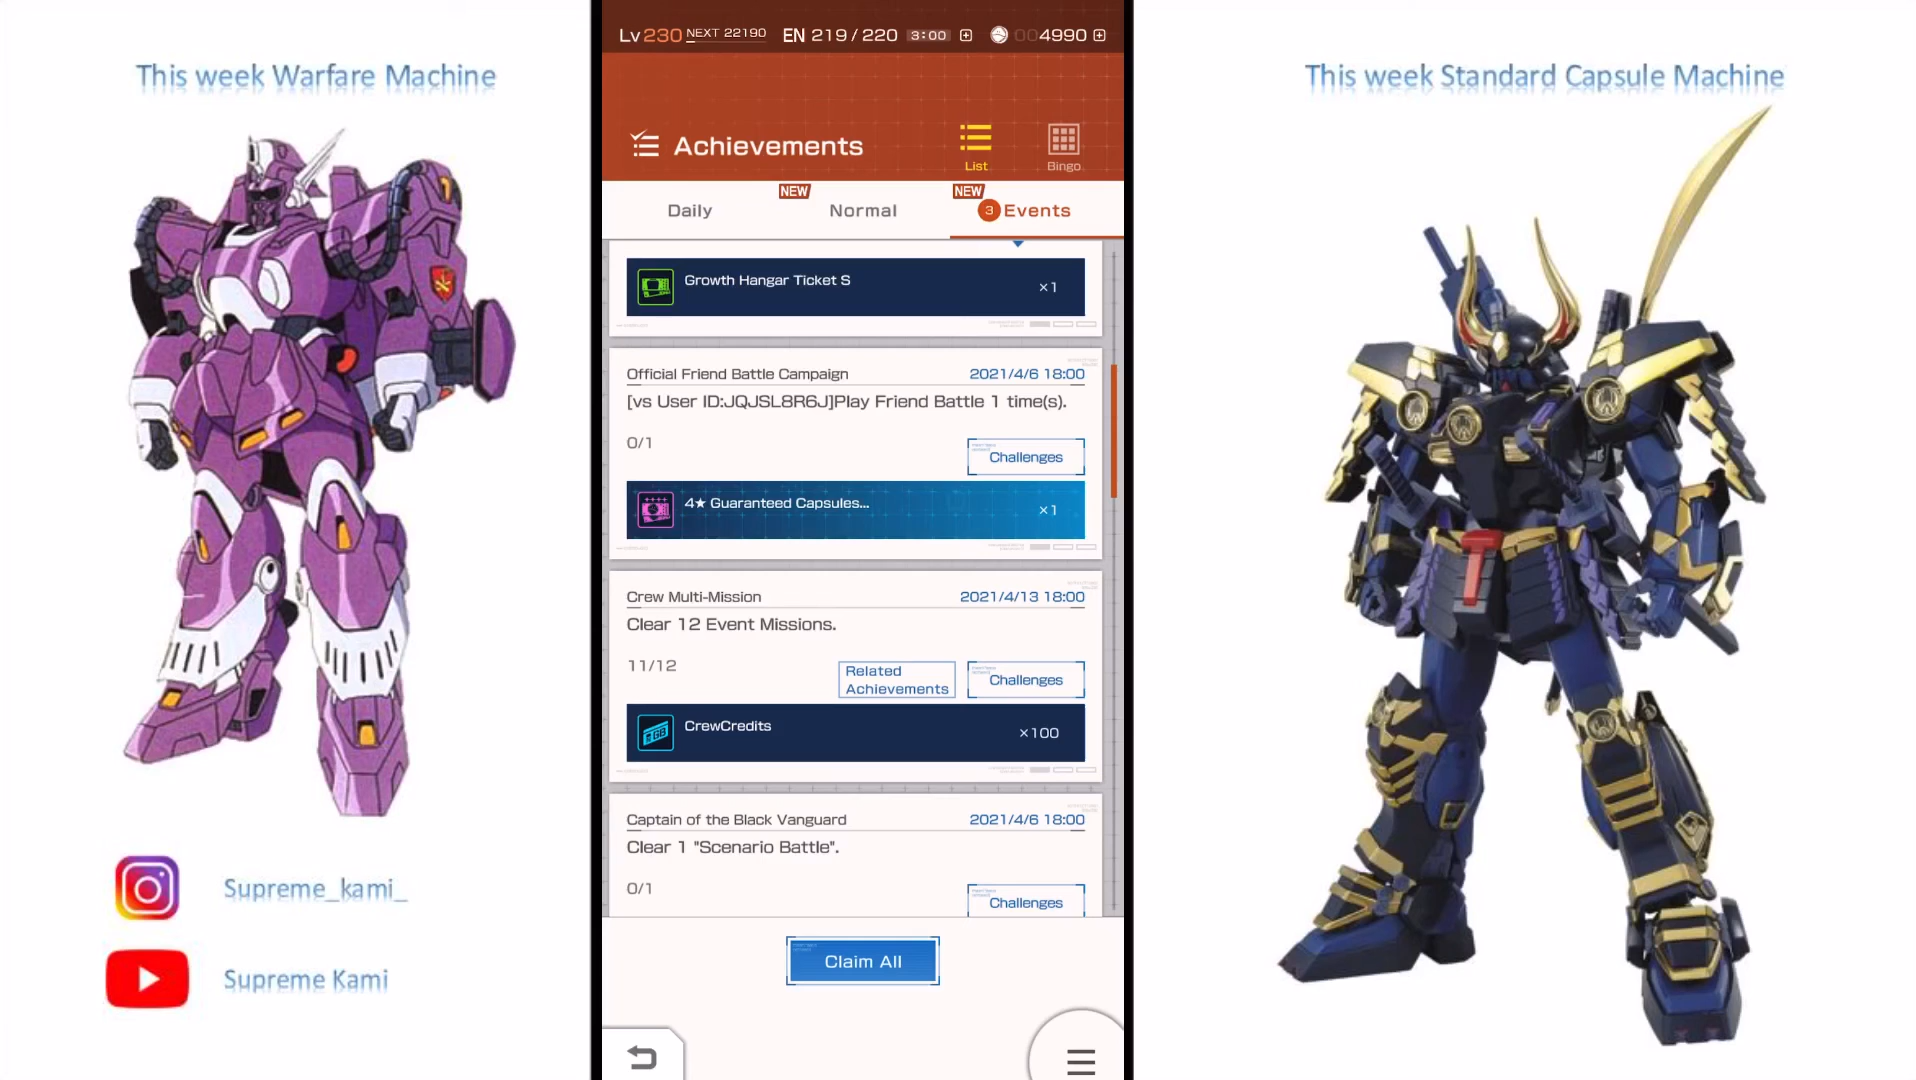 This week Warfare Machine
Supreme_kami_
Supreme Kami
Lv 230 NEXT 22190 EN 219/220 3:00 004990
Achievements
List
Bingo
Daily
NEW
Normal
NEW
3 Events
Growth Hangar Ticket S
×1
Official Friend Battle Campaign 2021/4/6 18:00
[vs User ID:JQJSL8R6J]Play Friend Battle 1 time(s).
0/1
Challenges
4★ Guaranteed Capsules...
×1
Crew Multi-Mission 2021/4/13 18:00
Clear 12 Event Missions.
11/12
Related
Achievements
Challenges
CrewCredits
×100
Captain of the Black Vanguard 2021/4/6 18:00
Clear 1 "Scenario Battle".
0/1
Challenges
Claim All
This week Standard Capsule Machine